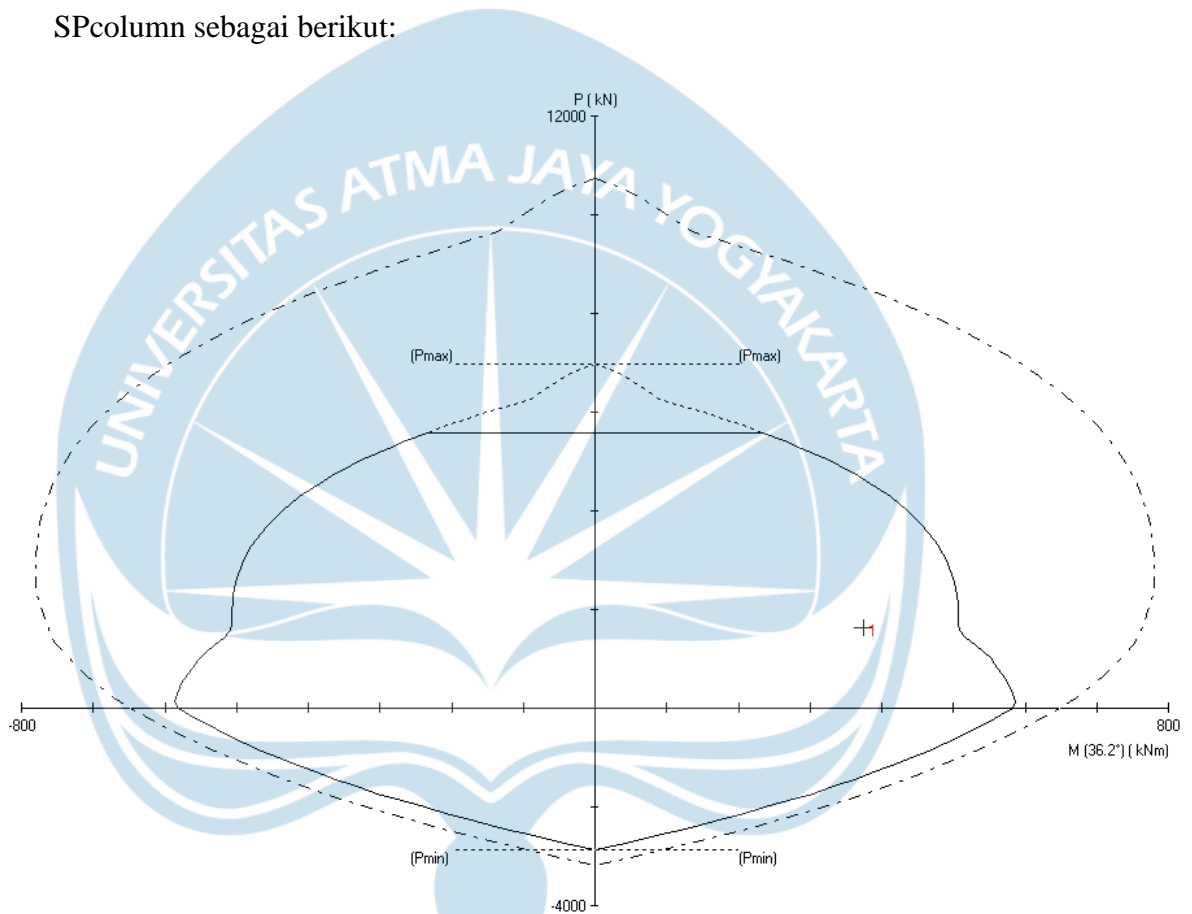 SPcolumn sebagai berikut:
P ( kN)
12000
UNIVERSITAS ATMA JAYA YOGYAKARTA
(Pmax) (Pmax)
1
-800 800
M (36.2°) ( kNm)
(Pmin) (Pmin)
-4000